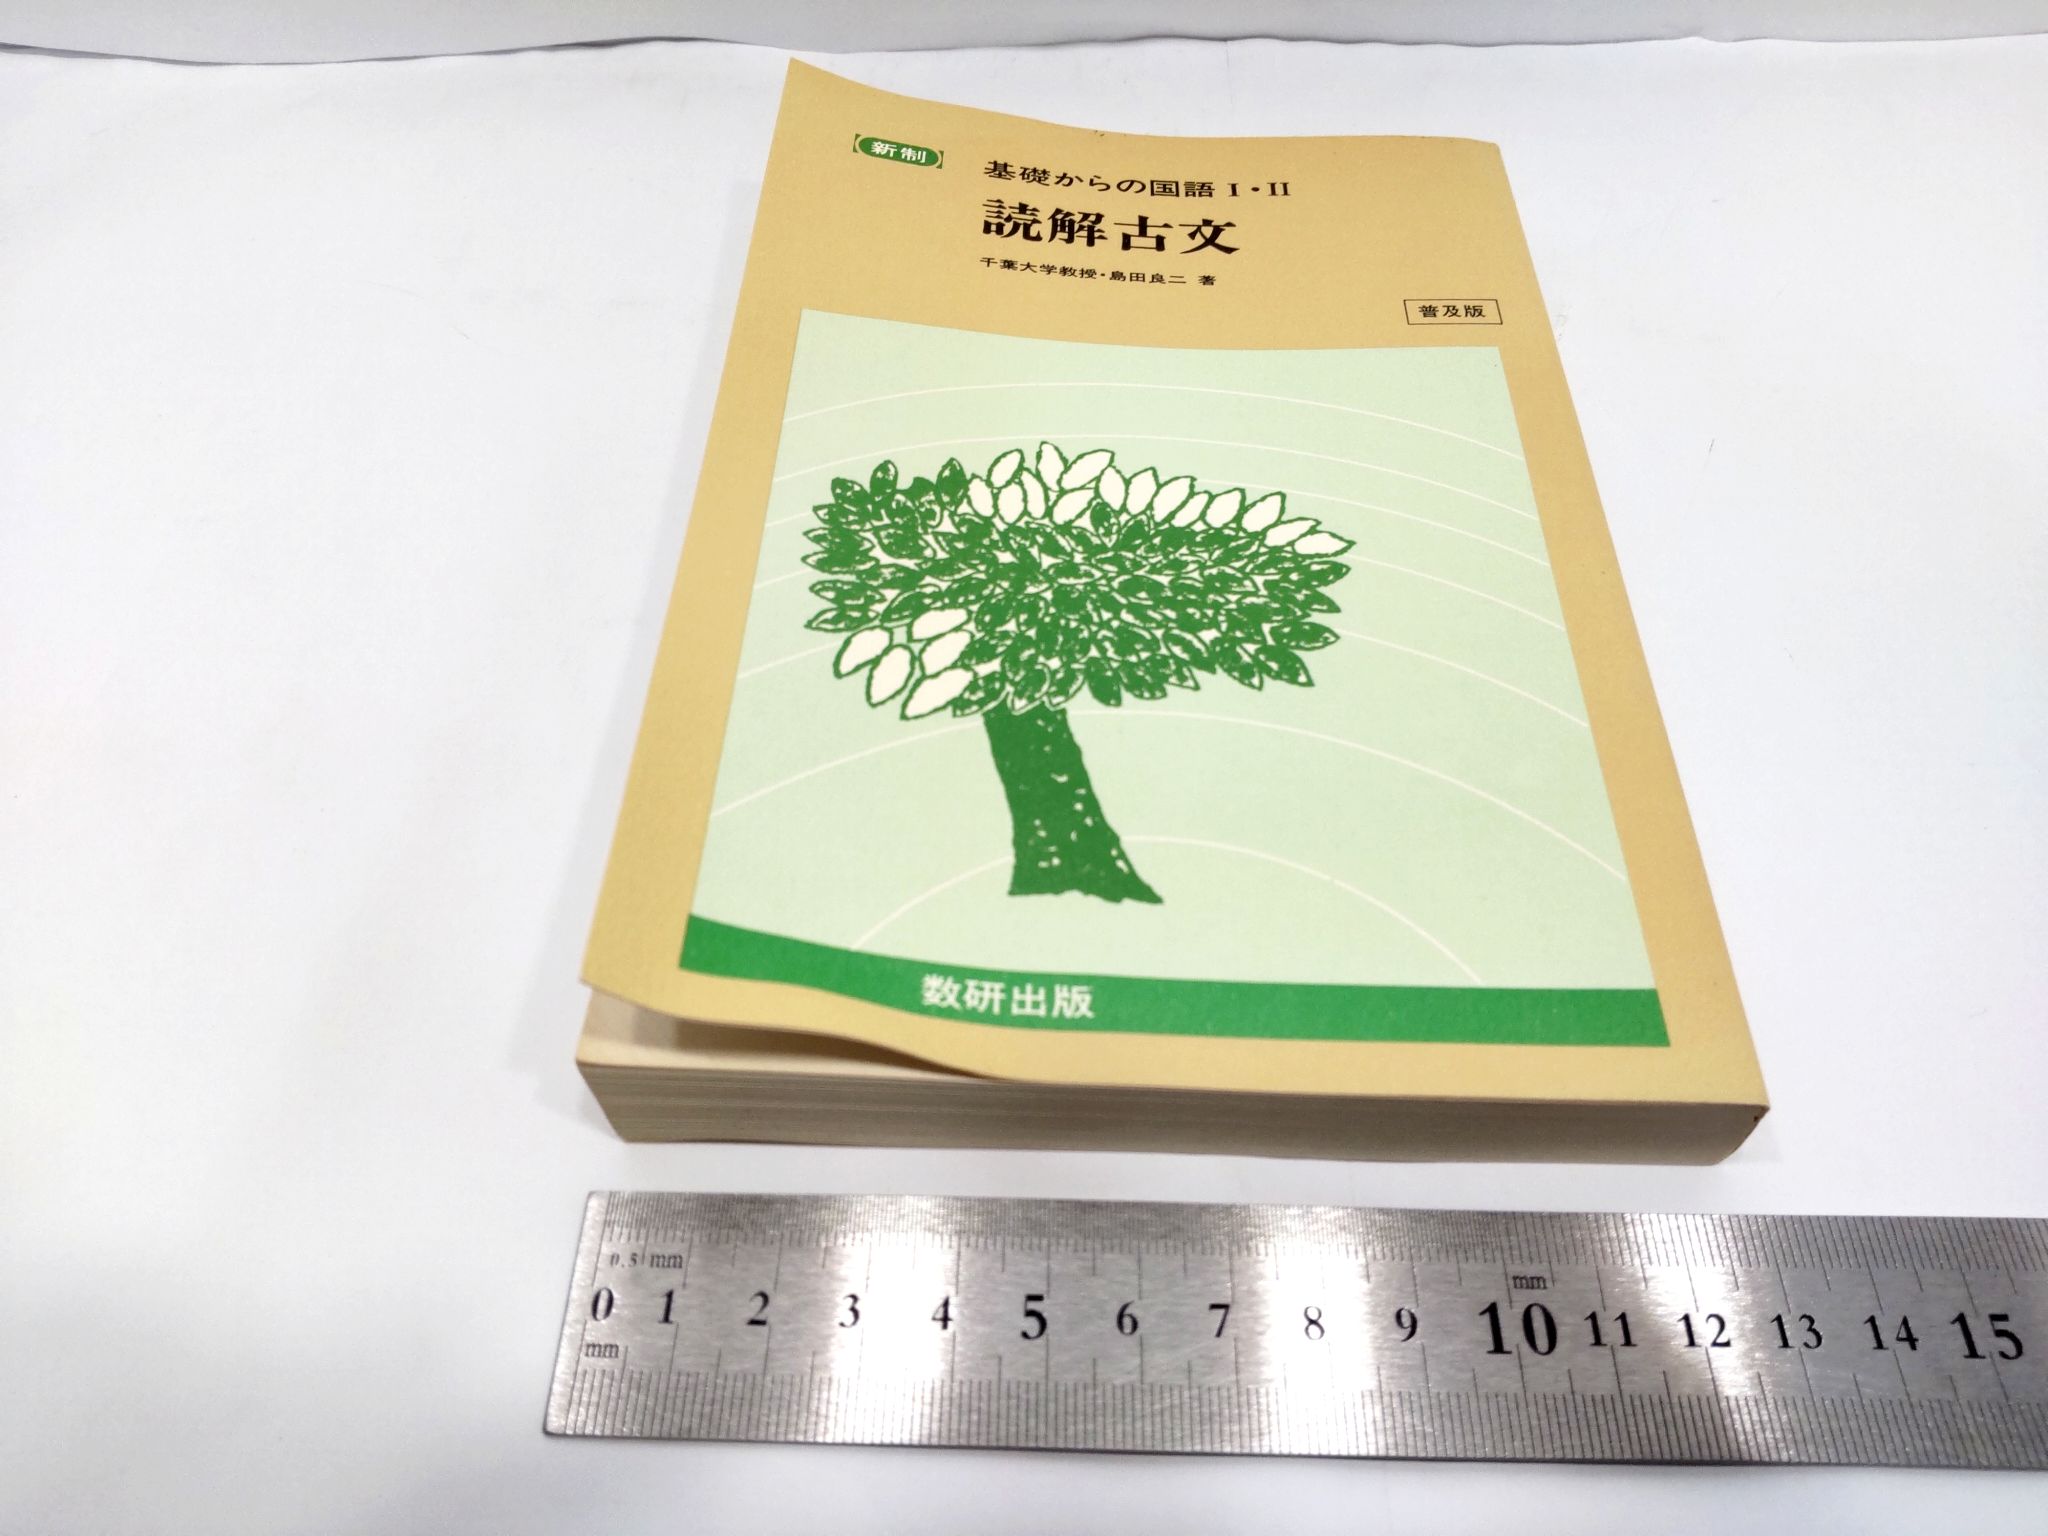 新制
基礎からの国語 I・II
読解古文
千葉大学教授・島田良二 著
普及版
数研出版
0.5 mm
mm
0 1 2 3 4 5 6 7 8 9 10 11 12 13 14 15
mm